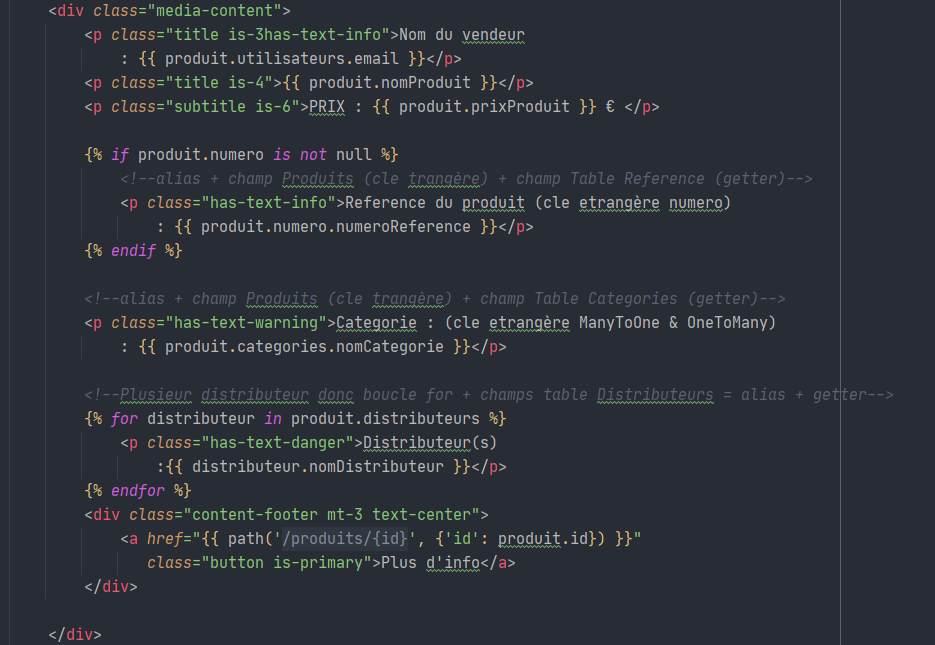 <div class="media-content">
<p class="title is-3has-text-info">Nom du vendeur
: {{ produit.utilisateurs.email }}</p>
<p class="title is-4">{{ produit.nomProduit }}</p>
<p class="subtitle is-6">PRIX : {{ produit.prixProduit }} € </p>
{% if produit.numero is not null %}
<!--alias + champ Produits (cle trangère) + champ Table Reference (getter)-->
<p class="has-text-info">Reference du produit (cle etrangère numero)
: {{ produit.numero.numeroReference }}</p>
{% endif %}
<!--alias + champ Produits (cle trangère) + champ Table Categories (getter)-->
<p class="has-text-warning">Categorie : (cle etrangère ManyToOne & OneToMany)
: {{ produit.categories.nomCategorie }}</p>
<!--Plusieur distributeur donc boucle for + champs table Distributeurs = alias + getter-->
{% for distributeur in produit.distributeurs %}
<p class="has-text-danger">Distributeur(s)
:{{ distributeur.nomDistributeur }}</p>
{% endfor %}
<div class="content-footer mt-3 text-center">
<a href="{{ path('/produits/{id}', {'id': produit.id}) }}"
class="button is-primary">Plus d'info</a>
</div>
</div>